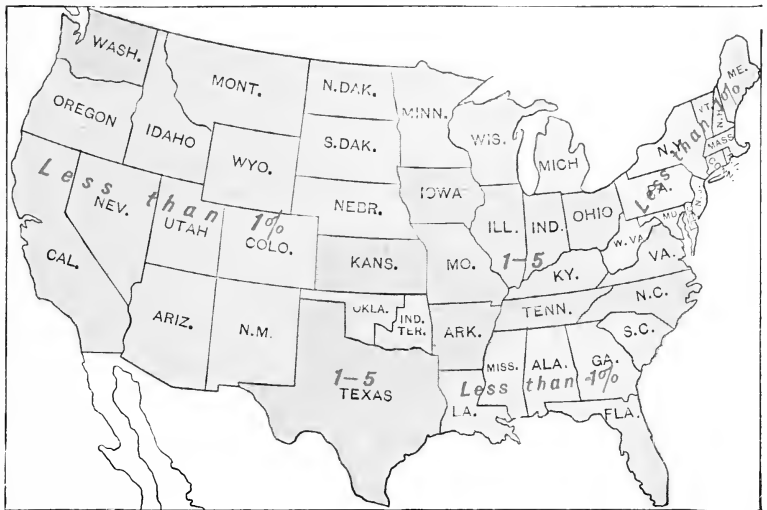 WASH.
MONT.
N.DAK.
MINN.
ME.
VT.
N.H.
OREGON
IDAHO
S.DAK.
WIS.
MICH
N.Y.
MASS
WYO.
Less than 1%
NEV.
UTAH
COLO.
NEBR.
IOWA
ILL.
IND.
OHIO
PA.
Less than 1%
N.J.
W.VA
VA.
CAL.
KANS.
MO.
1-5
KY.
ARIZ.
N.M.
OKLA.
IND.
TER.
ARK.
TENN.
N.C.
S.C.
1-5
TEXAS
MISS.
ALA.
GA.
Less than 1%
LA.
FLA.